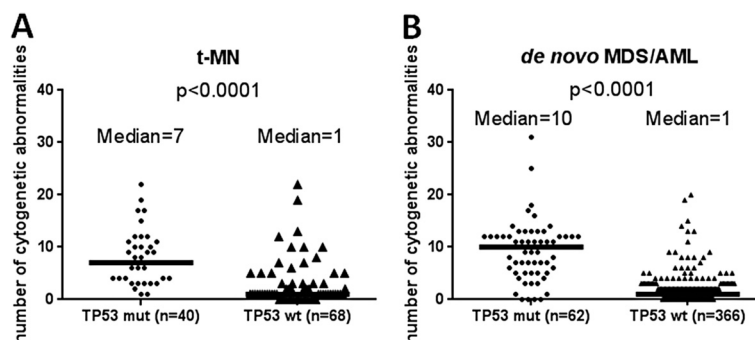 A
t-MN
p<0.0001
number of cytogenetic abnormalities
40
30
20
10
0
Median=7
Median=1
TP53 mut (n=40)
TP53 wt (n=68)
B
de novo MDS/AML
p<0.0001
number of cytogenetic abnormalities
40
30
20
10
0
Median=10
Median=1
TP53 mut (n=62)
TP53 wt (n=366)